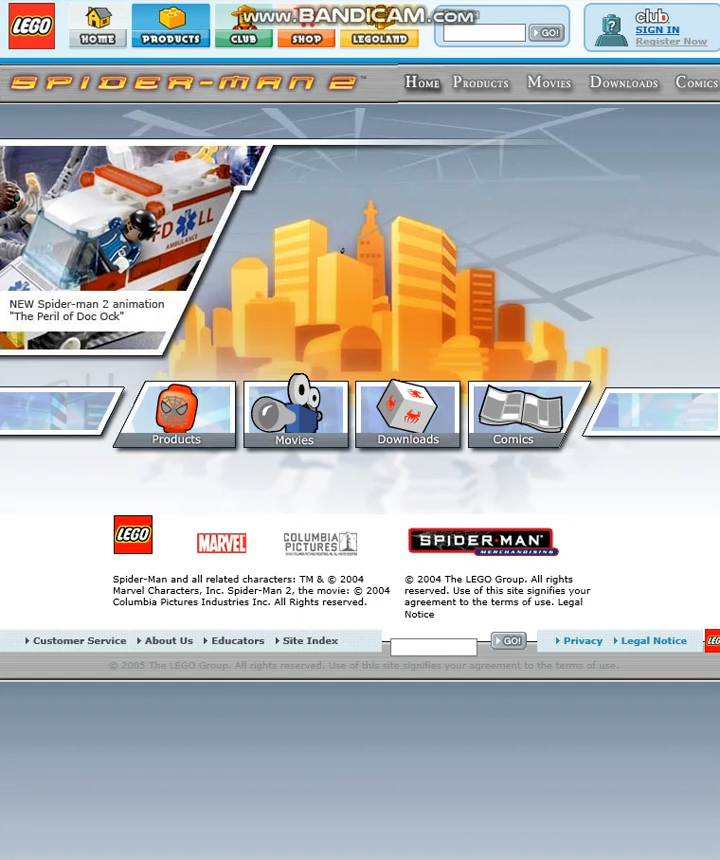 www.BANDICAM.com
LEGO
HOME
PRODUCTS
CLUB
SHOP
LEGOLAND
GO!
club
SIGN IN
Register Now
SPIDER-MAN 2™
Home
Products
Movies
Downloads
Comics
FD LL
AMBULANCE
NEW Spider-man 2 animation
"The Peril of Doc Ock"
Products
Movies
Downloads
Comics
LEGO
MARVEL
COLUMBIA
PICTURES
SPIDER-MAN
MERCHANDISING
Spider-Man and all related characters: TM & © 2004
Marvel Characters, Inc. Spider-Man 2, the movie: © 2004
Columbia Pictures Industries Inc. All Rights reserved.
© 2004 The LEGO Group. All rights
reserved. Use of this site signifies your
agreement to the terms of use. Legal
Notice
Customer Service
About Us
Educators
Site Index
GO!
Privacy
Legal Notice
© 2005 The LEGO Group. All rights reserved. Use of this site signifies your agreement to the terms of use.